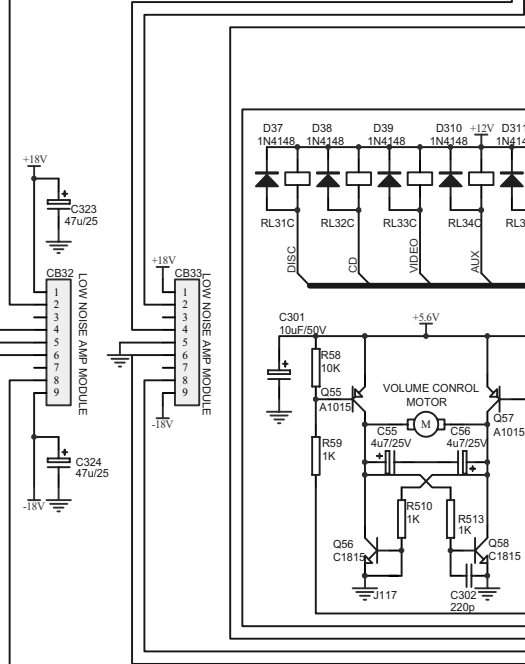 +18V
C323
47u/25
CB32
1
2
3
4
5
6
7
8
9
LOW NOISE AMP MODULE
C324
47u/25
-18V
+18V
CB33
1
2
3
4
5
6
7
8
9
LOW NOISE AMP MODULE
-18V
D37
1N4148
D38
1N4148
D39
1N4148
D310
1N4148
+12V
D311
1N414
RL31C
RL32C
RL33C
RL34C
RL3
DISC
CD
VIDEO
AUX
C301
10uF/50V
+5.6V
R58
10K
Q55
A1015
VOLUME CONROL
MOTOR
M
Q57
A1015
R59
1K
C55
4u7/25V
C56
4u7/25V
R510
1K
R513
1K
Q56
C1815
Q58
C1815
J117
C302
220p